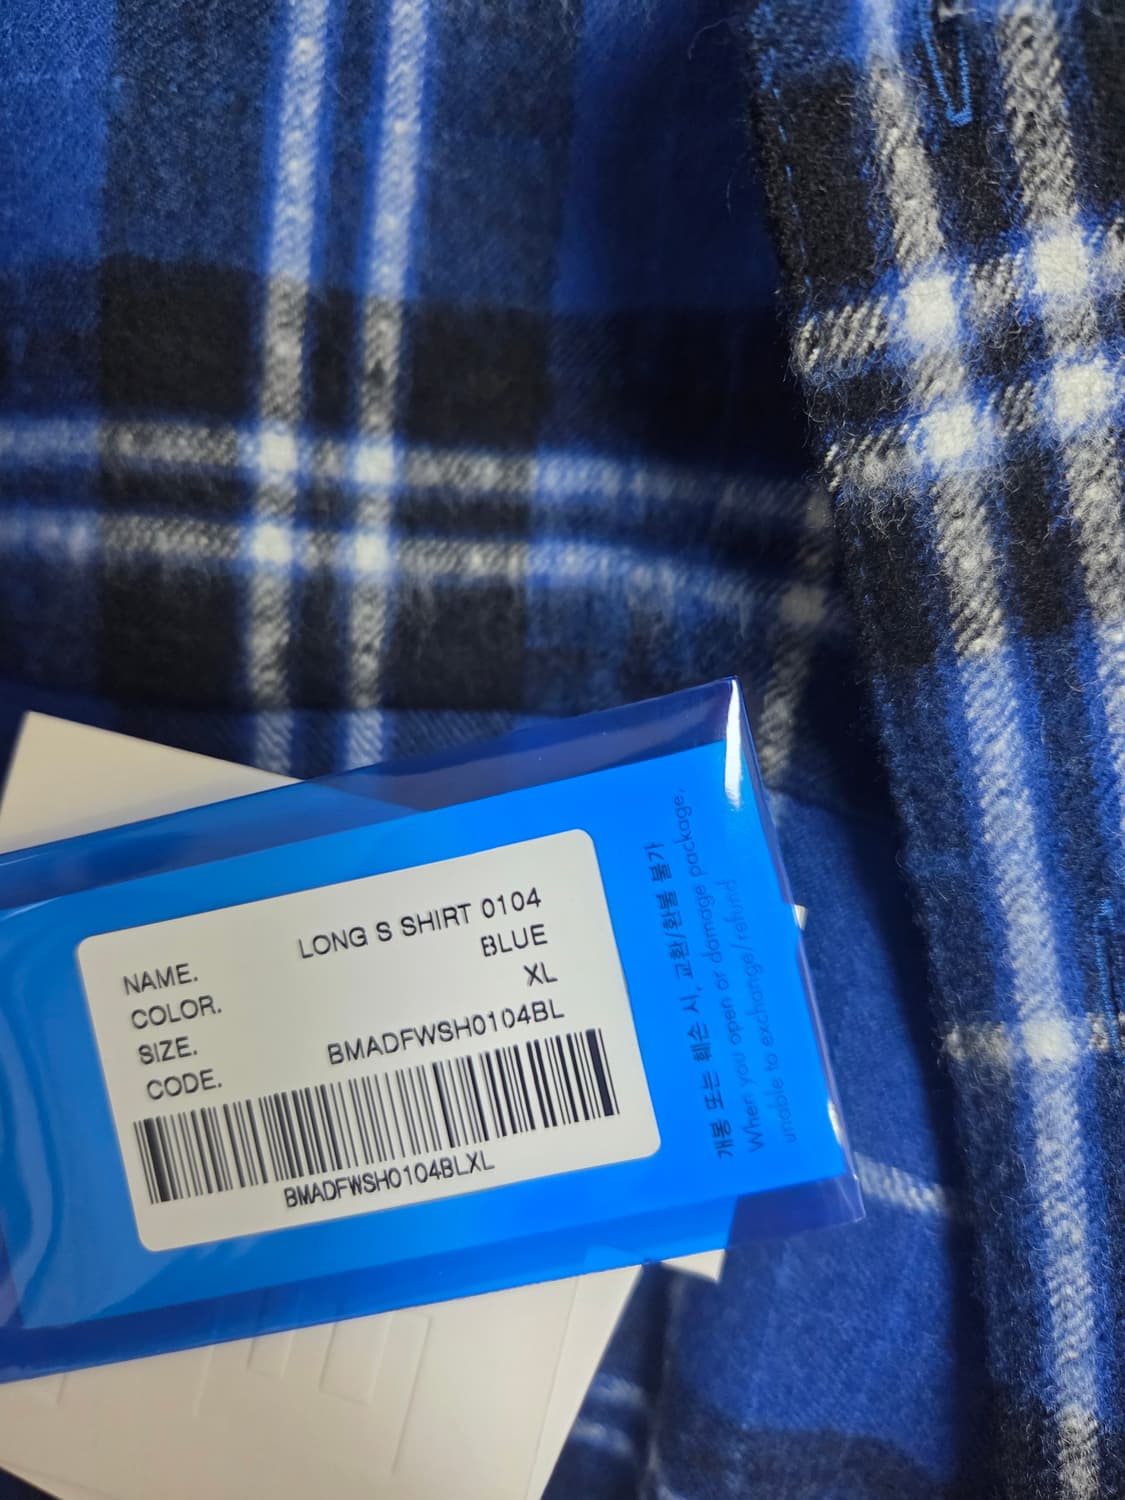 NAME. LONG S SHIRT 0104
COLOR. BLUE
SIZE. XL
CODE. BMADFWSH0104BL
BMADFWSH0104BLXL
개봉 또는 훼손 시, 교환/환불 불가
When you open or damage package,
unable to exchange/refund